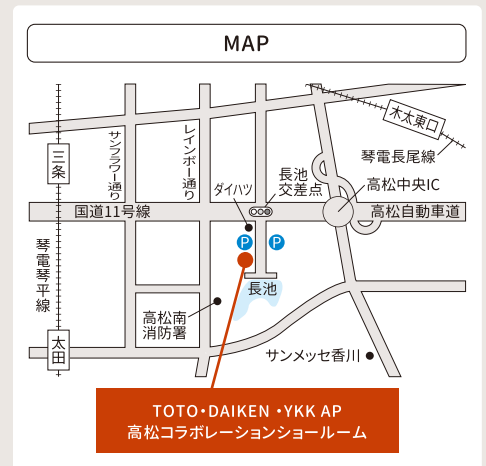 MAP
木太東口
三条
サンフラワー通り
レインボー通り
琴電長尾線
長池
交差点
ダイハツ
高松中央IC
国道11号線
高松自動車道
琴電琴平線
P
P
長池
高松南
消防署
太田
サンメッセ香川
TOTO・DAIKEN ・YKK AP
高松コラボレーションショールーム